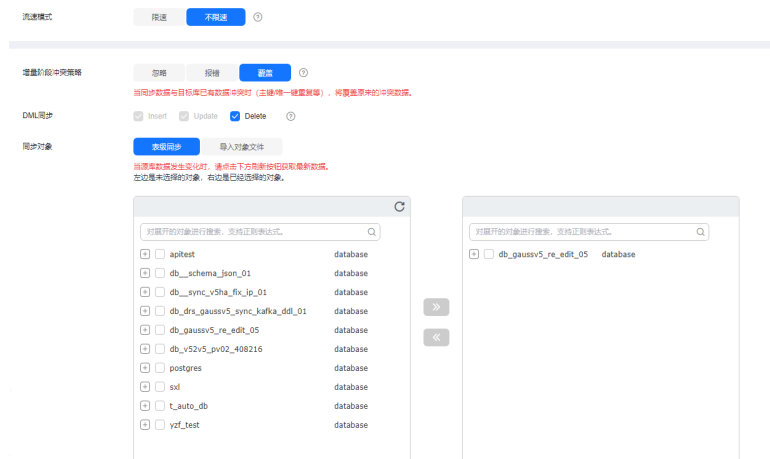 流速模式 限速 不限速
增量阶段冲突策略 忽略 报错 覆盖
当同步数据与目标库已有数据冲突时（主键/唯一键重复等），将覆盖原来的冲突数据。
DML同步 Insert Update Delete
同步对象 表级同步 导入对象文件
当源库数据发生变化时，请点击下方刷新按钮获取最新数据。
左边是未选择的对象，右边是已经选择的对象。
对展开的对象进行搜索，支持正则表达式。 对展开的对象进行搜索，支持正则表达式。
apitest database db_gaussv5_re_edit_05 database
db__schema_json_01 database
db__sync_v5ha_fix_ip_01 database
db_drs_gaussv5_sync_kafka_ddl_01 database
db_gaussv5_re_edit_05 database
db_v52v5_pv02_408216 database
postgres database
sxl database
t_auto_db database
yzf_test database